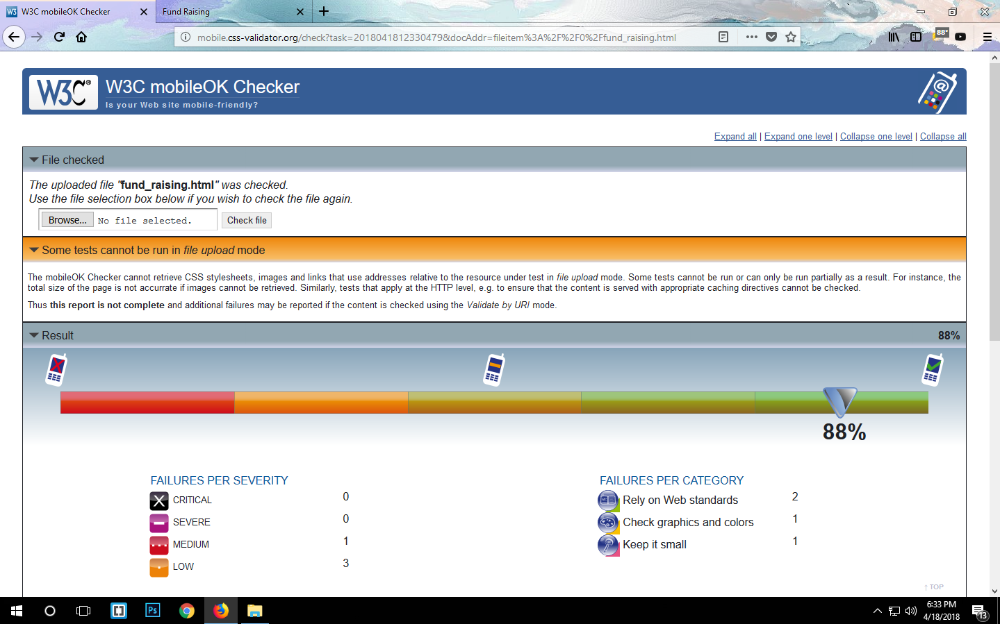 W3C mobileOK Checker
Fund Raising
mobile.css-validator.org/check?task=2018041812330479&docAddr=fileitem%3A%2F%2F0%2Ffund_raising.html
88°
W3C®
W3C mobileOK Checker
Is your Web site mobile-friendly?
Expand all | Expand one level | Collapse one level | Collapse all
File checked
The uploaded file "fund_raising.html" was checked.
Use the file selection box below if you wish to check the file again.
Browse... No file selected. Check file
Some tests cannot be run in file upload mode
The mobileOK Checker cannot retrieve CSS stylesheets, images and links that use addresses relative to the resource under test in file upload mode. Some tests cannot be run or can only be run partially as a result. For instance, the
total size of the page is not accurrate if images cannot be retrieved. Similarly, tests that apply at the HTTP level, e.g. to ensure that the content is served with appropriate caching directives cannot be checked.
Thus this report is not complete and additional failures may be reported if the content is checked using the Validate by URI mode.
Result 88%
88%
FAILURES PER SEVERITY
CRITICAL 0
SEVERE 0
MEDIUM 1
LOW 3
FAILURES PER CATEGORY
Rely on Web standards 2
Check graphics and colors 1
Keep it small 1
↑ TOP
Ps
6:33 PM
4/18/2018
13